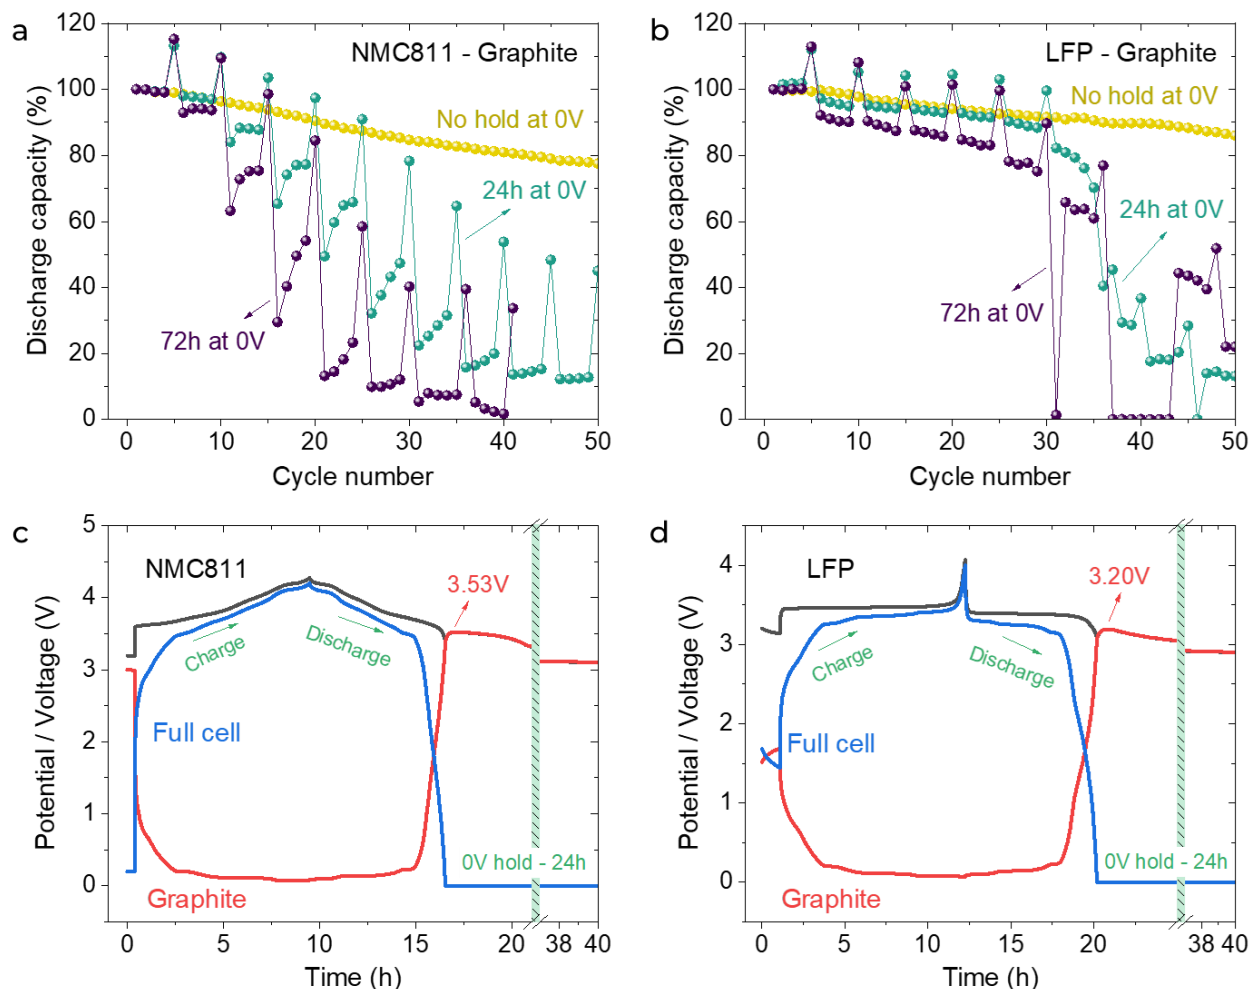 a
NMC811 - Graphite
120
100
80
60
40
20
0
Discharge capacity (%)
No hold at 0V
24h at 0V
72h at 0V
0 10 20 30 40 50
Cycle number
b
LFP - Graphite
120
100
80
60
40
20
0
Discharge capacity (%)
No hold at 0V
24h at 0V
72h at 0V
0 10 20 30 40 50
Cycle number
c
NMC811
5
4
3
2
1
0
Potential / Voltage (V)
3.53V
Charge
Discharge
Full cell
0V hold - 24h
Graphite
0 5 10 15 20 38 40
Time (h)
d
LFP
4
3
2
1
0
Potential / Voltage (V)
3.20V
Charge
Discharge
Full cell
0V hold - 24h
Graphite
0 5 10 15 20 38 40
Time (h)